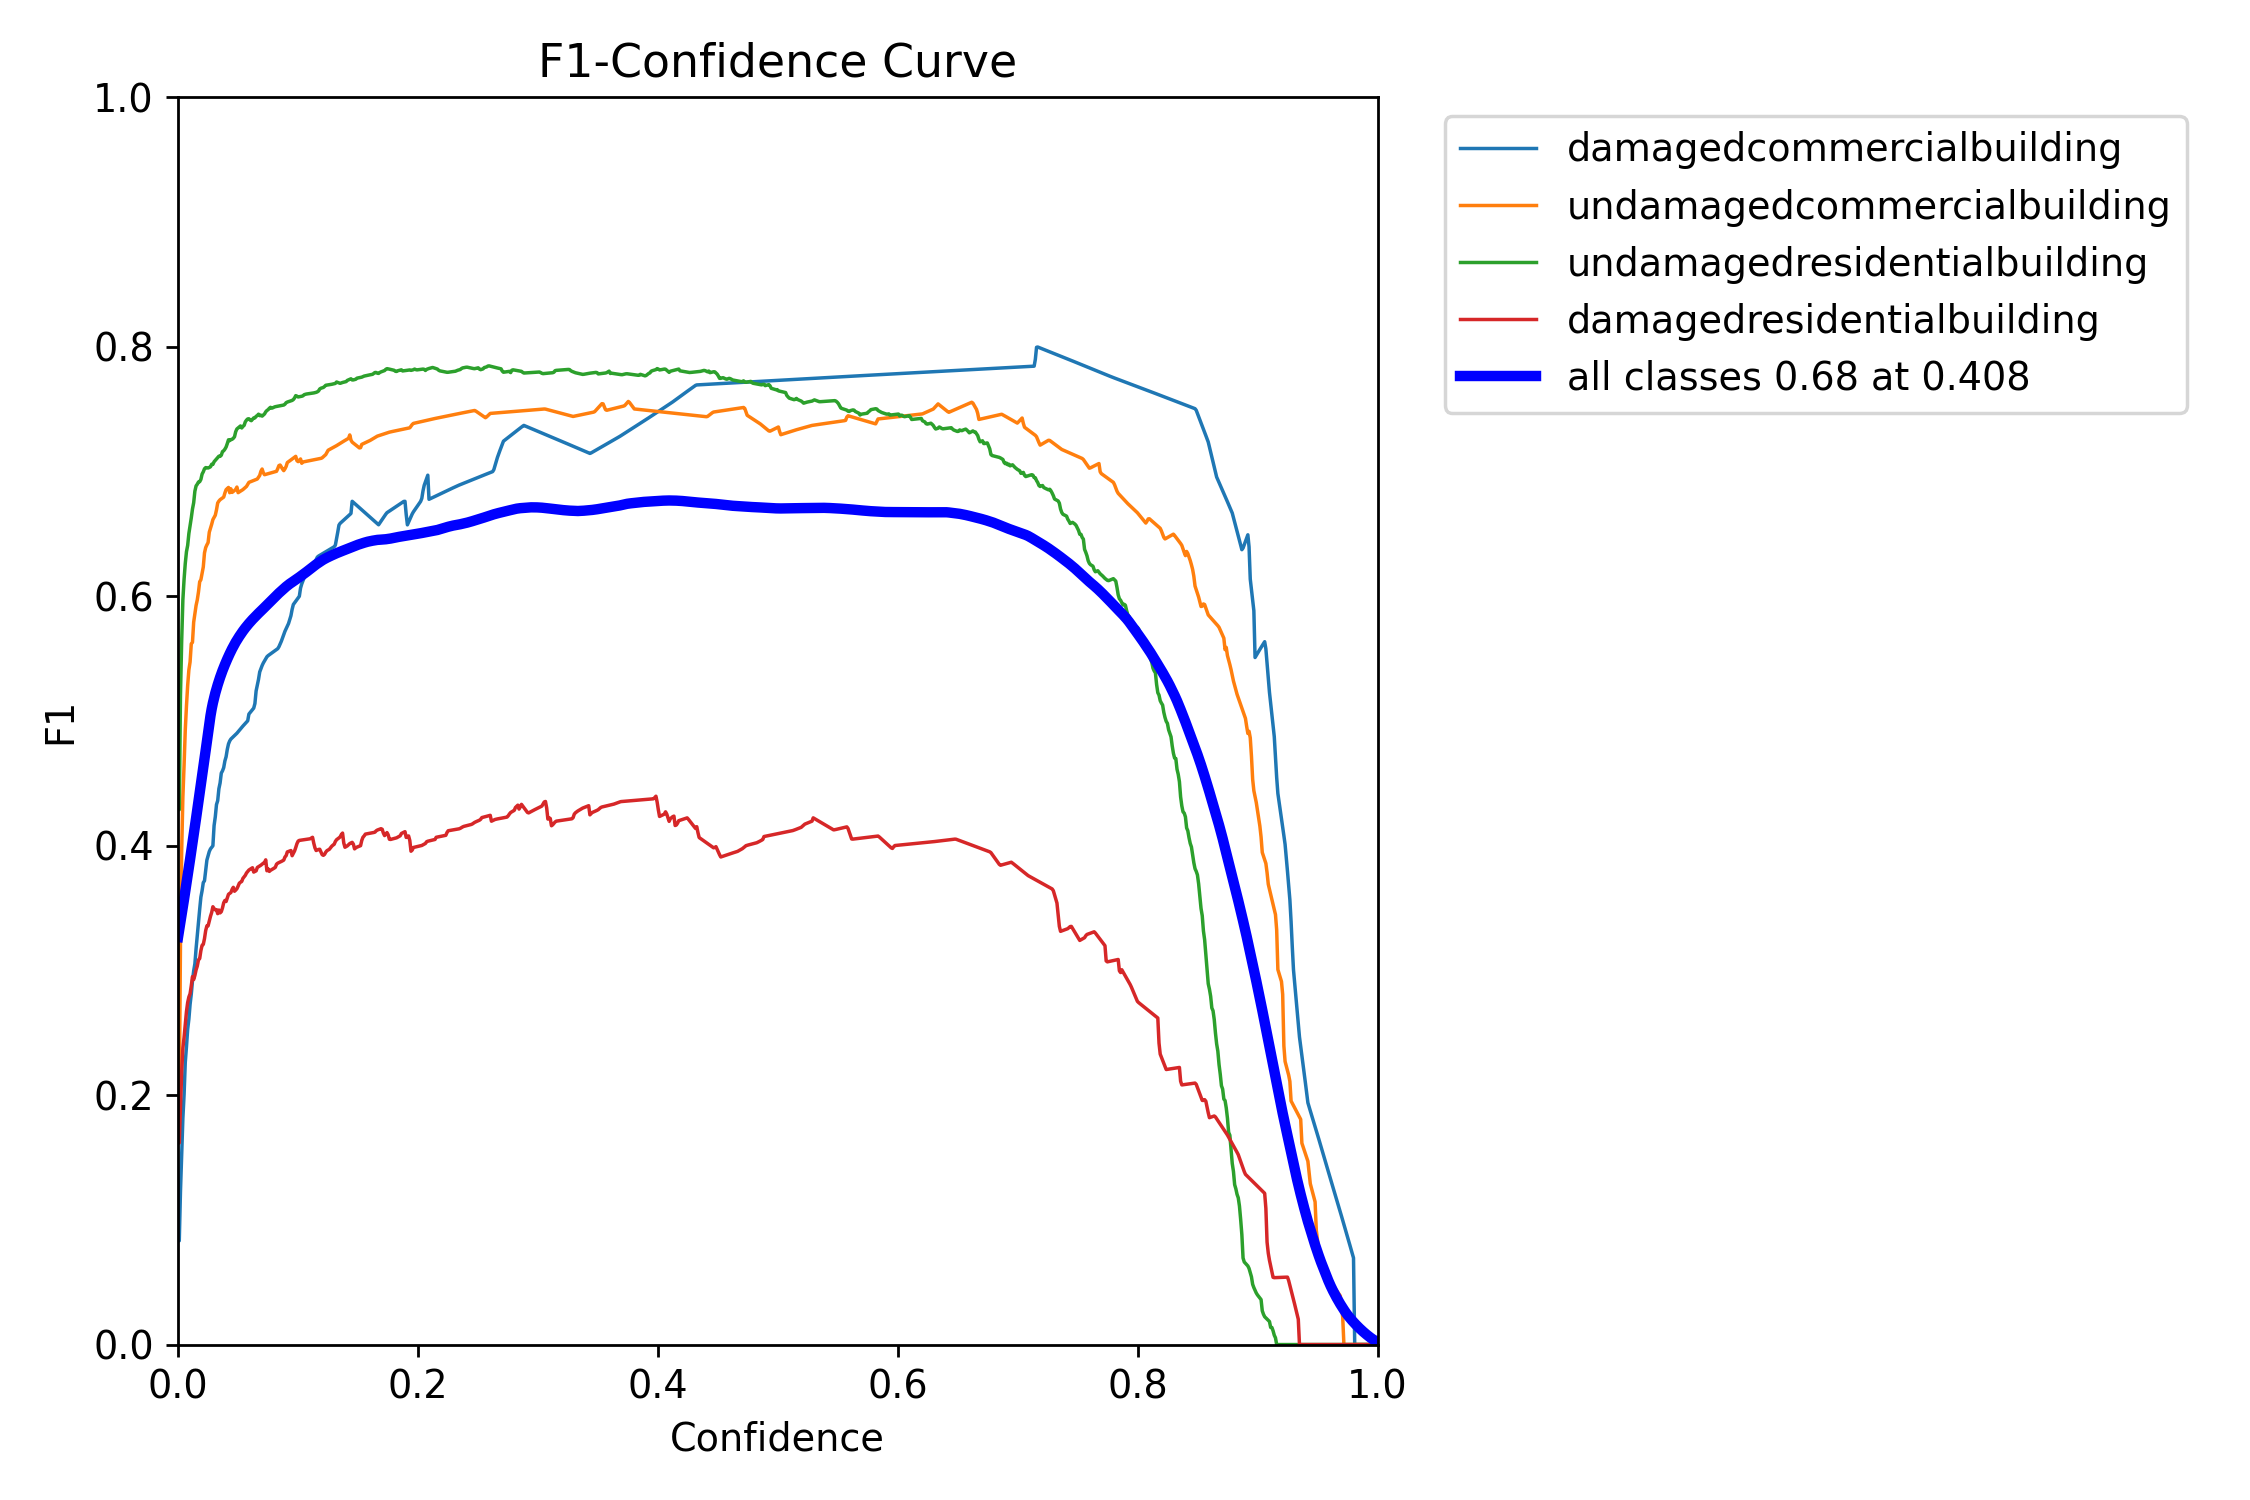 F1-Confidence Curve
1.0
0.8
0.6
0.4
0.2
0.0
F1
0.0 0.2 0.4 0.6 0.8 1.0
Confidence
damagedcommercialbuilding
undamagedcommercialbuilding
undamagedresidentialbuilding
damagedresidentialbuilding
all classes 0.68 at 0.408